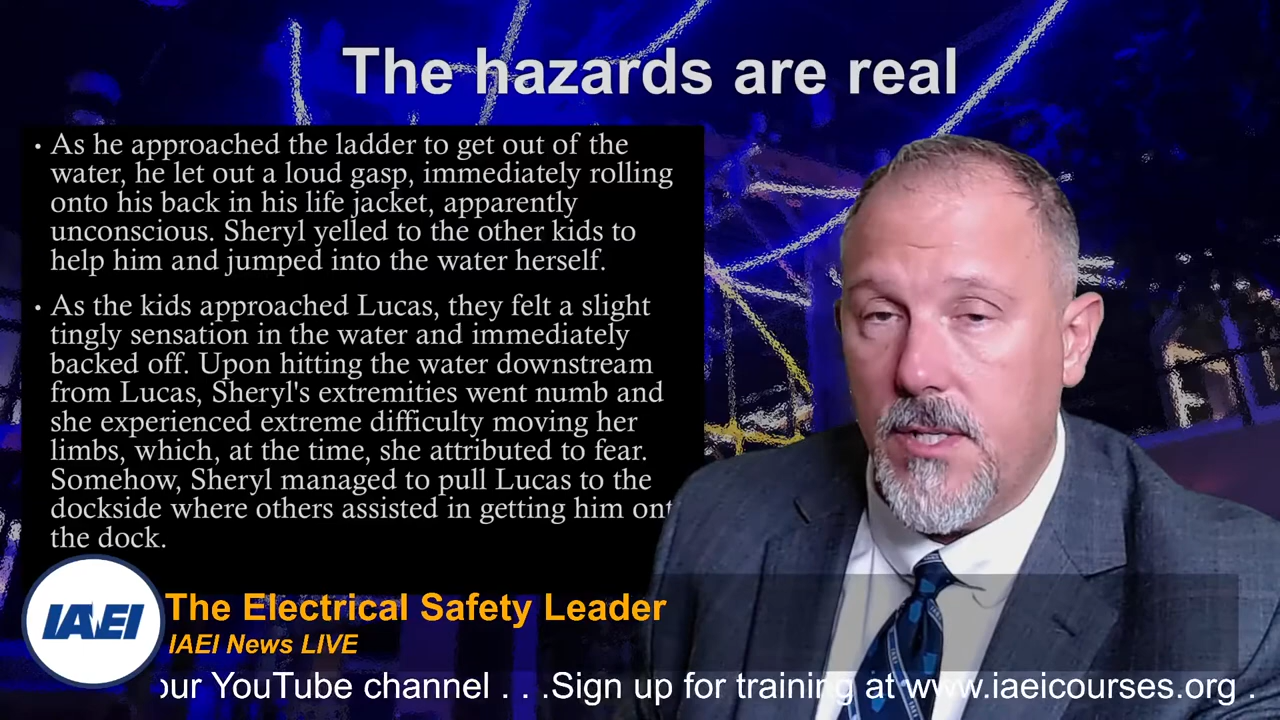 The hazards are real
• As he approached the ladder to get out of the
water, he let out a loud gasp, immediately rolling
onto his back in his life jacket, apparently
unconscious. Sheryl yelled to the other kids to
help him and jumped into the water herself.
• As the kids approached Lucas, they felt a slight
tingly sensation in the water and immediately
backed off. Upon hitting the water downstream
from Lucas, Sheryl's extremities went numb and
she experienced extreme difficulty moving her
limbs, which, at the time, she attributed to fear.
Somehow, Sheryl managed to pull Lucas to the
dockside where others assisted in getting him ont
the dock.
IAEI
The Electrical Safety Leader
IAEI News LIVE
our YouTube channel . . .Sign up for training at www.iaeicourses.org .